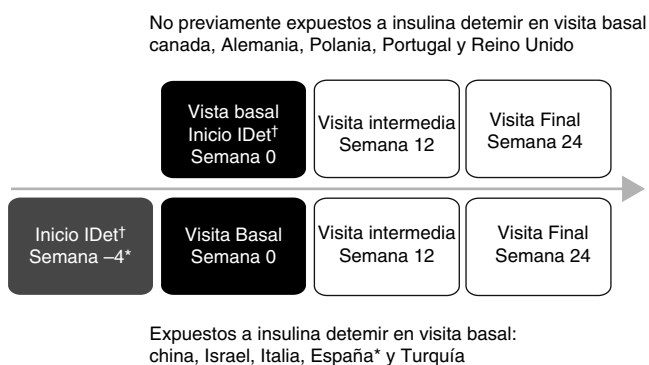 No previamente expuestos a insulina detemir en visita basal
canada, Alemania, Polania, Portugal y Reino Unido
Vista basal
Inicio IDet†
Semana 0
Visita intermedia
Semana 12
Visita Final
Semana 24
Inicio IDet†
Semana –4*
Visita Basal
Semana 0
Visita intermedia
Semana 12
Visita Final
Semana 24
Expuestos a insulina detemir en visita basal:
china, Israel, Italia, España* y Turquía